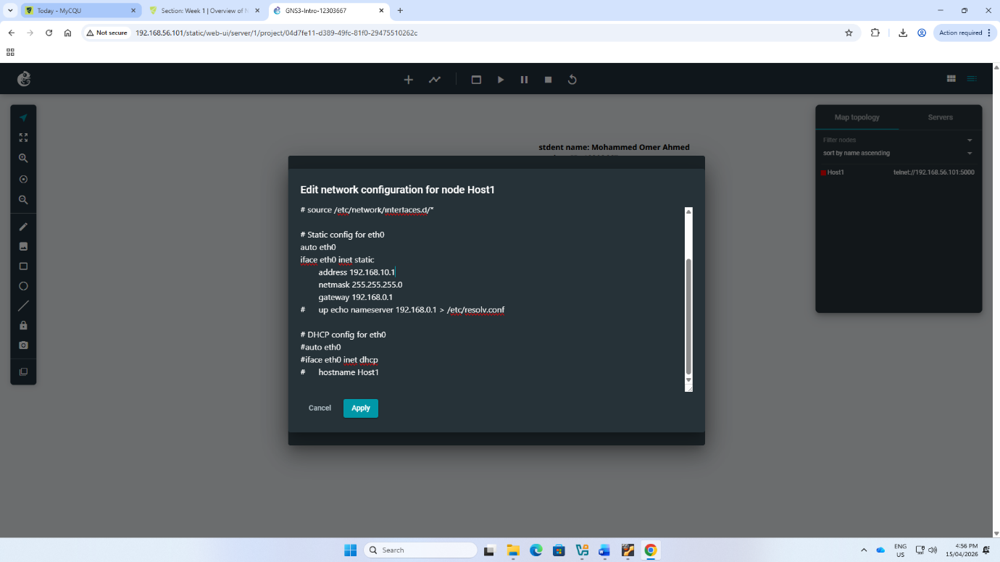 Today - MyCQU
Section: Week 1 | Overview of N
GNS3-Intro-12303667
Not secure
192.168.56.101/static/web-ui/server/1/project/04d7fe11-d389-49fc-81f0-29475510262c
Action required
Map topology
Servers
Filter nodes
sort by name ascending
Host1
telnet://192.168.56.101:5000
stdent name: Mohammed Omer Ahmed
Edit network configuration for node Host1
# source /etc/network/interfaces.d/*
# Static config for eth0
auto eth0
iface eth0 inet static
address 192.168.10.1
netmask 255.255.255.0
gateway 192.168.0.1
# up echo nameserver 192.168.0.1 > /etc/resolv.conf
# DHCP config for eth0
#auto eth0
#iface eth0 inet dhcp
# hostname Host1
Cancel
Apply
Search
ENG
US
4:56 PM
15/04/2026